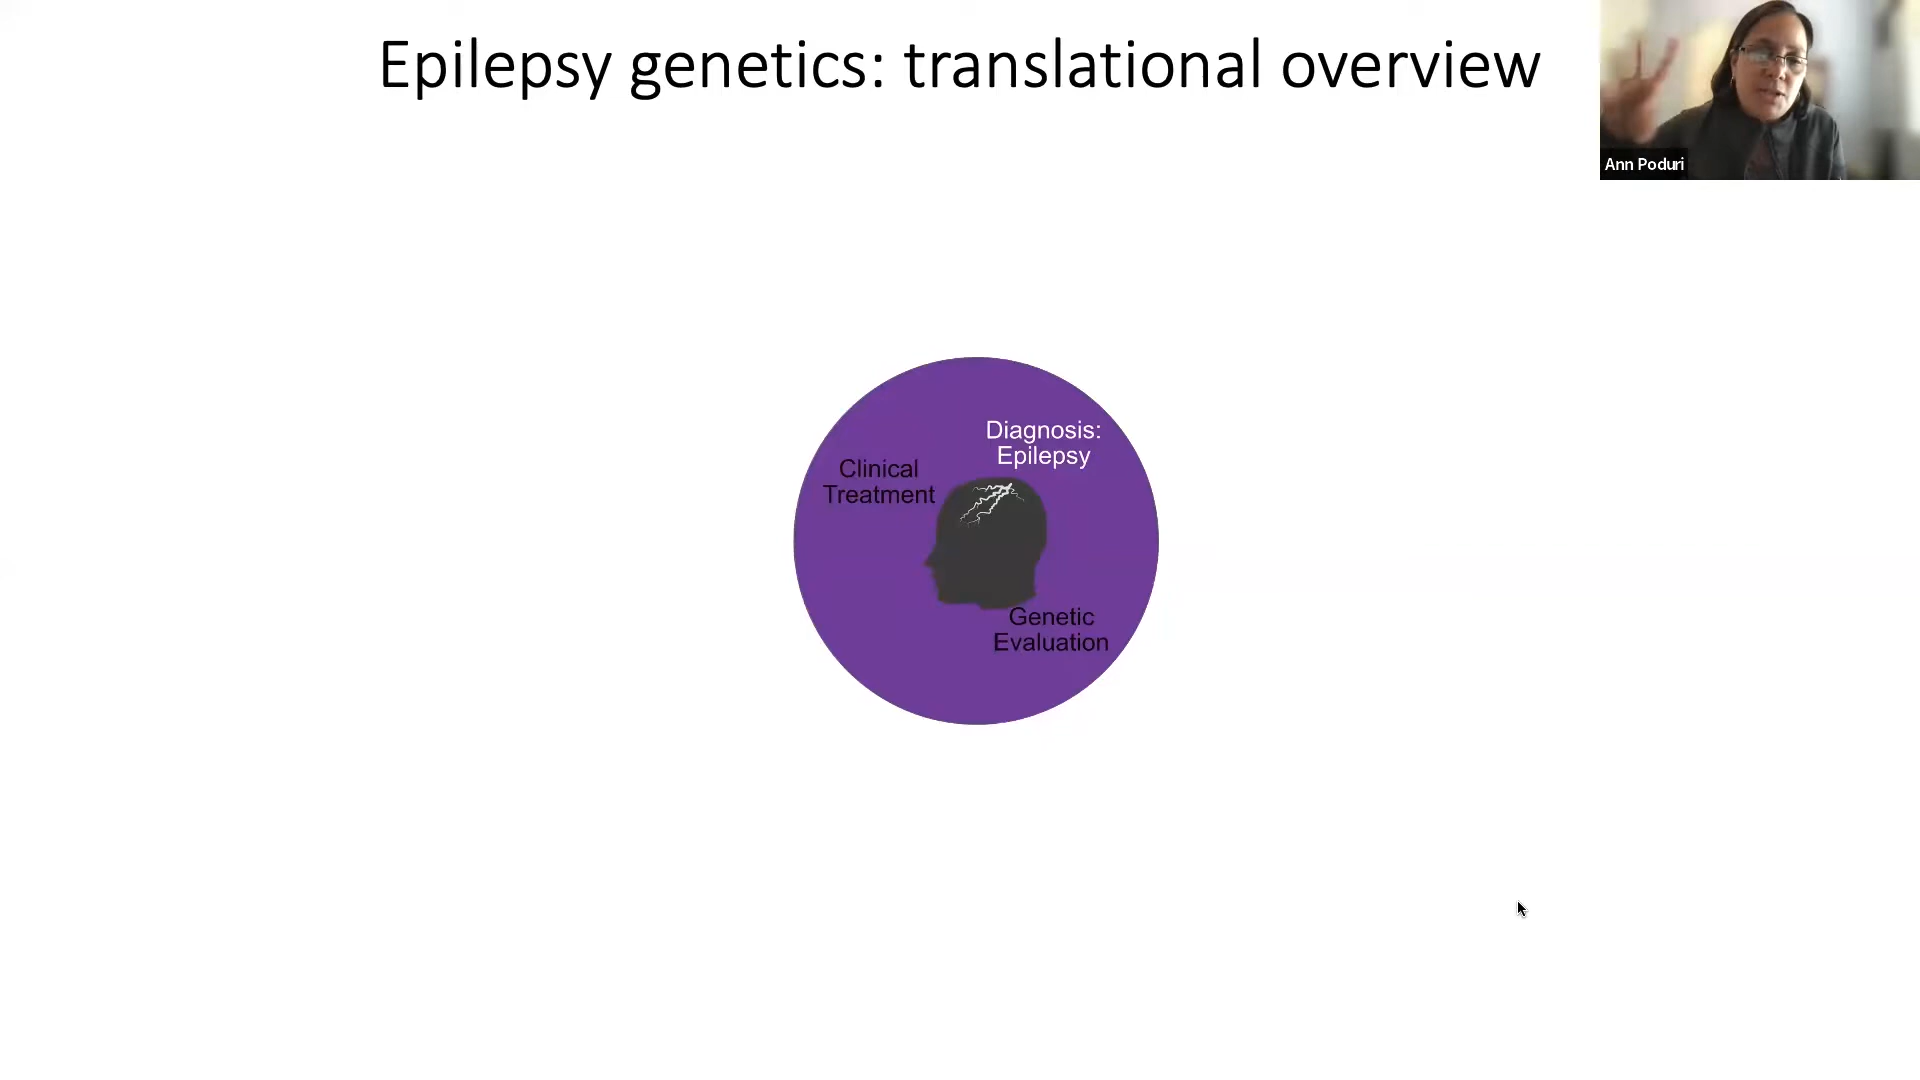 Epilepsy genetics: translational overview
Ann Poduri
Diagnosis:
Epilepsy
Clinical
Treatment
Genetic
Evaluation